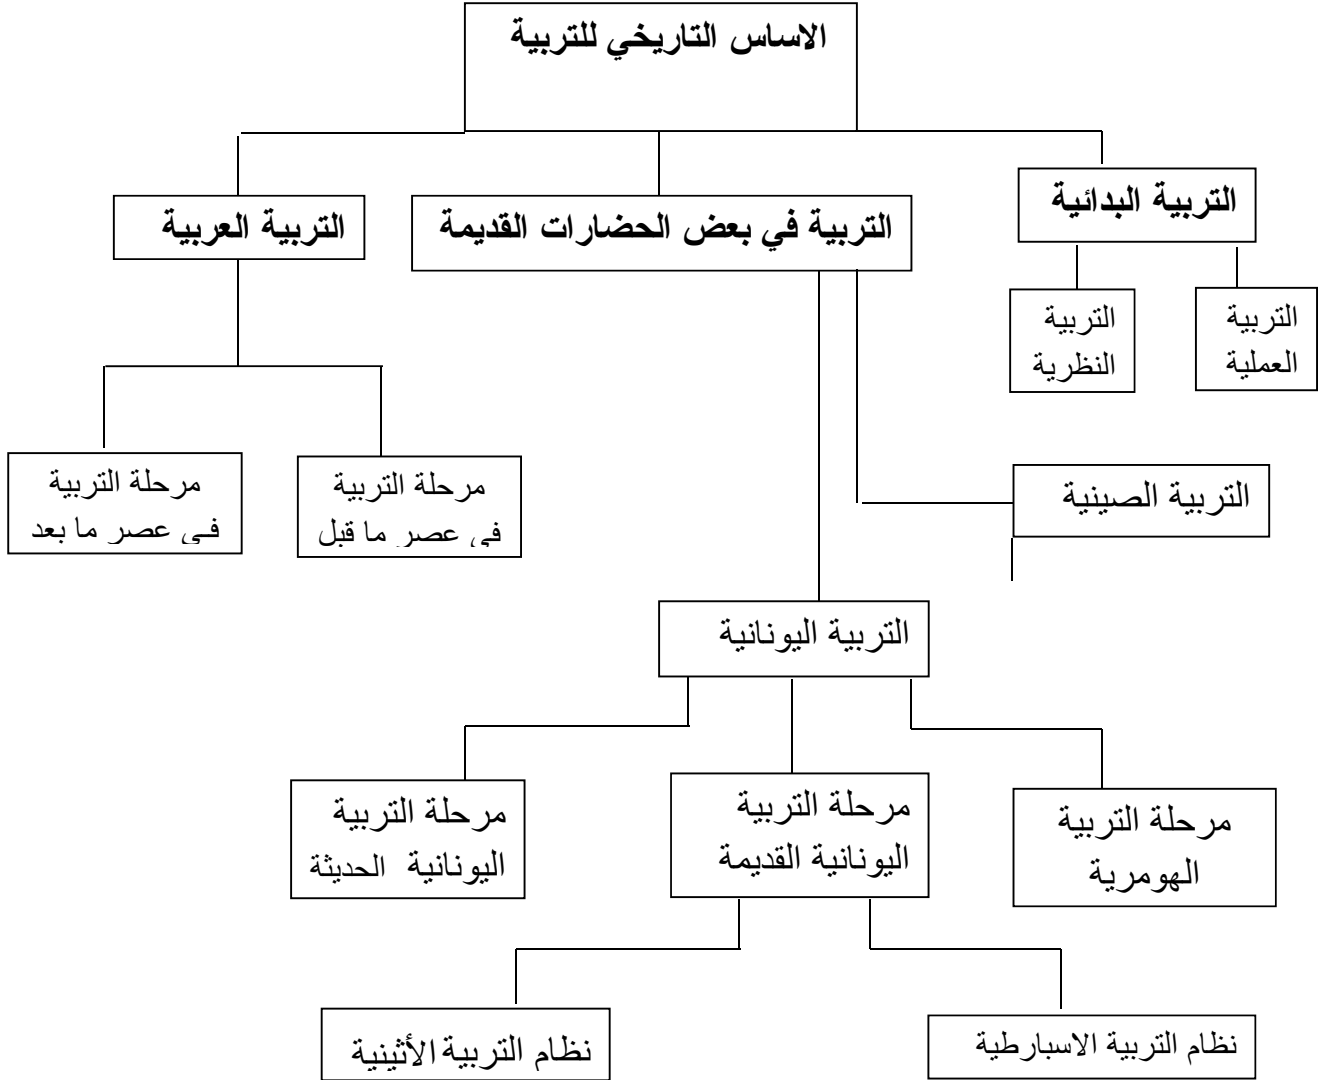 الاساس التاريخي للتربية
التربية البدائية
التربية في بعض الحضارات القديمة
التربية العربية
التربية
العملية
التربية
النظرية
مرحلة التربية
في عصر ما قبل
مرحلة التربية
في عصر ما بعد
التربية الصينية
التربية اليونانية
مرحلة التربية
الهومرية
مرحلة التربية
اليونانية القديمة
مرحلة التربية
اليونانية الحديثة
نظام التربية الاسبارطية
نظام التربية الأثينية